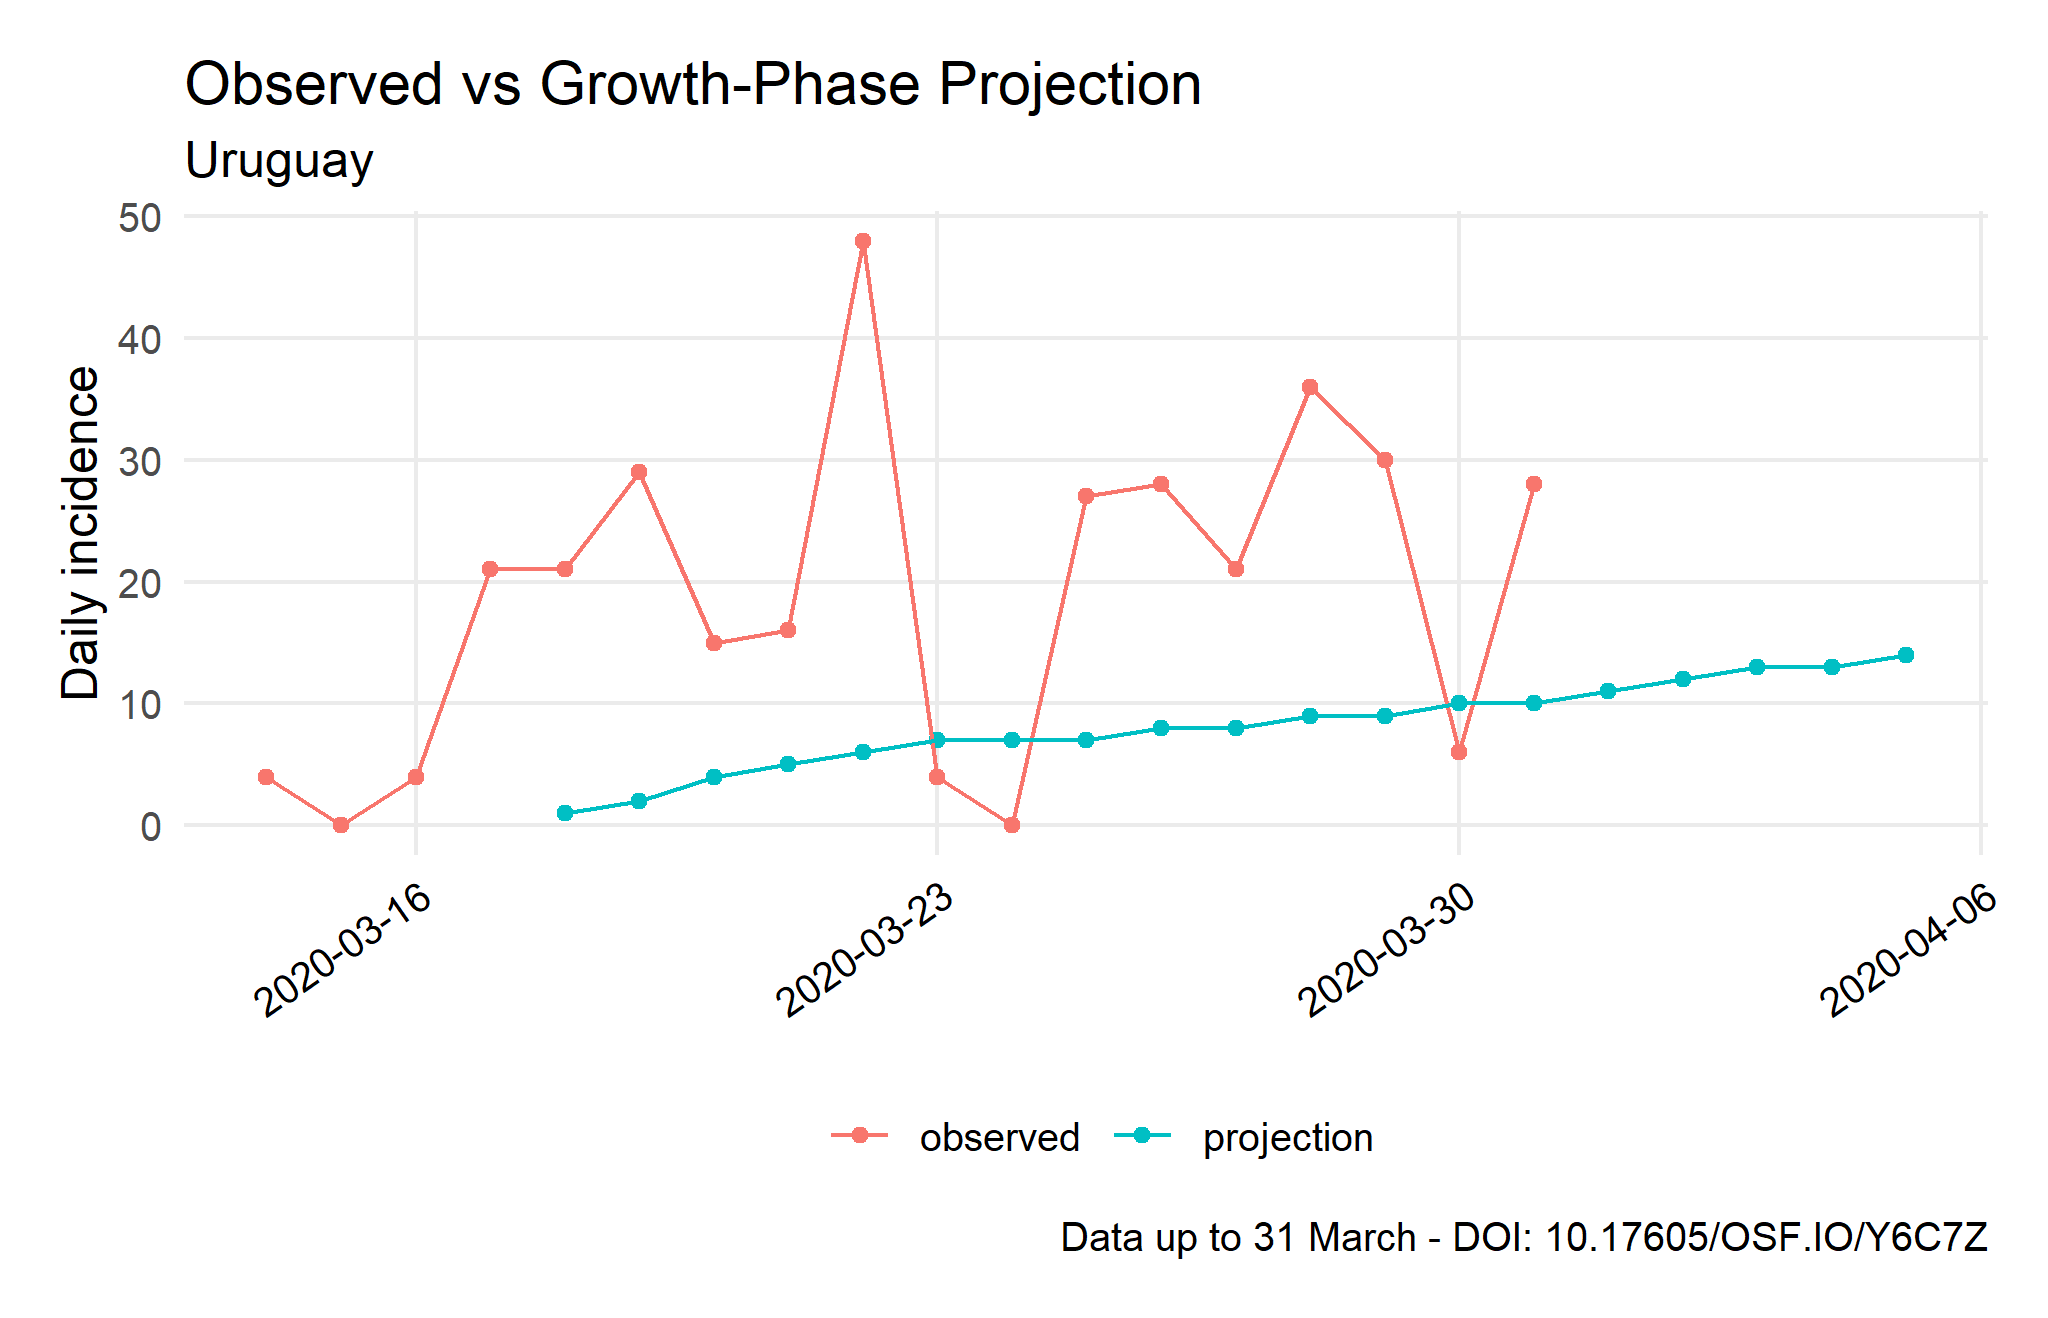 Observed vs Growth-Phase Projection
Uruguay
Daily incidence
50
40
30
20
10
0
2020-03-16
2020-03-23
2020-03-30
2020-04-06
observed
projection
Data up to 31 March - DOI: 10.17605/OSF.IO/Y6C7Z